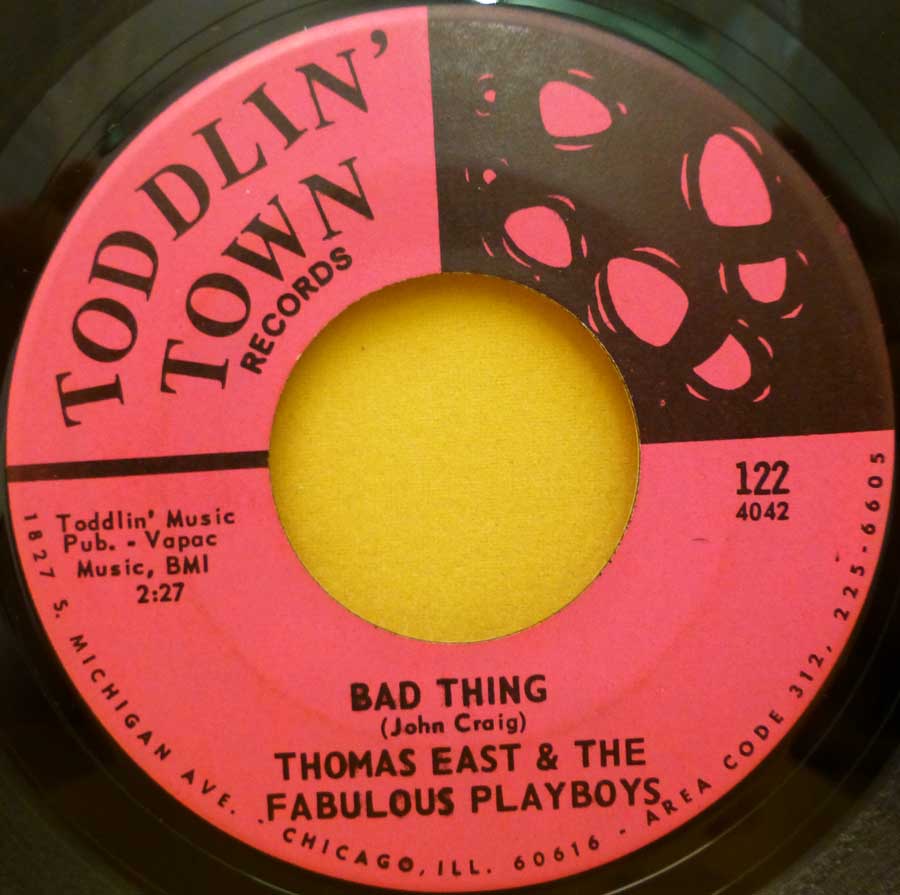 TODDLIN'
TOWN
RECORDS
122
4042
Toddlin' Music
Pub. - Vapac
Music, BMI
2:27
BAD THING
(John Craig)
THOMAS EAST & THE
FABULOUS PLAYBOYS
1827 S. MICHIGAN AVE. · CHICAGO, ILL. 60616 - AREA CODE 312, 225-6605